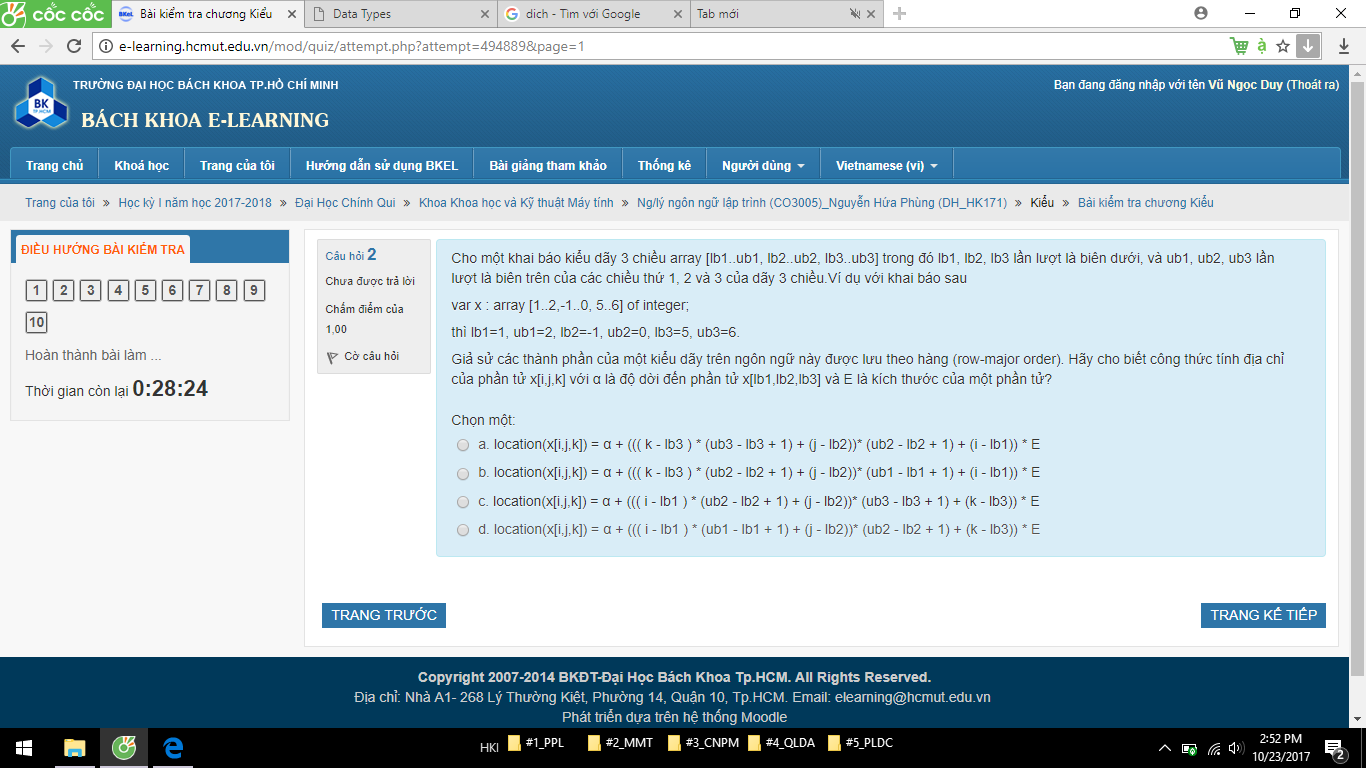 cốc cốc
Bài kiểm tra chương Kiểu
Data Types
dich - Tìm với Google
Tab mới
e-learning.hcmut.edu.vn/mod/quiz/attempt.php?attempt=494889&page=1
TRƯỜNG ĐẠI HỌC BÁCH KHOA TP.HỒ CHÍ MINH
Bạn đang đăng nhập với tên Vũ Ngọc Duy (Thoát ra)
BK
TP.HCM
BÁCH KHOA E-LEARNING
Trang chủ
Khoá học
Trang của tôi
Hướng dẫn sử dụng BKEL
Bài giảng tham khảo
Thống kê
Người dùng
Vietnamese (vi)
Trang của tôi » Học kỳ I năm học 2017-2018 » Đại Học Chính Qui » Khoa Khoa học và Kỹ thuật Máy tính » Ng/lý ngôn ngữ lập trình (CO3005)_Nguyễn Hứa Phùng (DH_HK171) » Kiểu » Bài kiểm tra chương Kiểu
ĐIỀU HƯỚNG BÀI KIỂM TRA
1 2 3 4 5 6 7 8 9
10
Hoàn thành bài làm ...
Thời gian còn lại 0:28:24
Câu hỏi 2
Chưa được trả lời
Chấm điểm của
1,00
Cờ câu hỏi
Cho một khai báo kiểu dãy 3 chiều array [lb1..ub1, lb2..ub2, lb3..ub3] trong đó lb1, lb2, lb3 lần lượt là biên dưới, và ub1, ub2, ub3 lần
lượt là biên trên của các chiều thứ 1, 2 và 3 của dãy 3 chiều.Ví dụ với khai báo sau
var x : array [1..2,-1..0, 5..6] of integer;
thì lb1=1, ub1=2, lb2=-1, ub2=0, lb3=5, ub3=6.
Giả sử các thành phần của một kiểu dãy trên ngôn ngữ này được lưu theo hàng (row-major order). Hãy cho biết công thức tính địa chỉ
của phần tử x[i,j,k] với α là độ dời đến phần tử x[lb1,lb2,lb3] và E là kích thước của một phần tử?
Chọn một:
a. location(x[i,j,k]) = α + ((( k - lb3 ) * (ub3 - lb3 + 1) + (j - lb2))* (ub2 - lb2 + 1) + (i - lb1)) * E
b. location(x[i,j,k]) = α + ((( k - lb3 ) * (ub2 - lb2 + 1) + (j - lb2))* (ub1 - lb1 + 1) + (i - lb1)) * E
c. location(x[i,j,k]) = α + ((( i - lb1 ) * (ub2 - lb2 + 1) + (j - lb2))* (ub3 - lb3 + 1) + (k - lb3)) * E
d. location(x[i,j,k]) = α + ((( i - lb1 ) * (ub1 - lb1 + 1) + (j - lb2))* (ub2 - lb2 + 1) + (k - lb3)) * E
TRANG TRƯỚC
TRANG KẾ TIẾP
Copyright 2007-2014 BKĐT-Đại Học Bách Khoa Tp.HCM. All Rights Reserved.
Địa chỉ: Nhà A1- 268 Lý Thường Kiệt, Phường 14, Quận 10, Tp.HCM. Email: elearning@hcmut.edu.vn
Phát triển dựa trên hệ thống Moodle
HKI
#1_PPL
#2_MMT
#3_CNPM
#4_QLDA
#5_PLDC
2:52 PM
10/23/2017
2